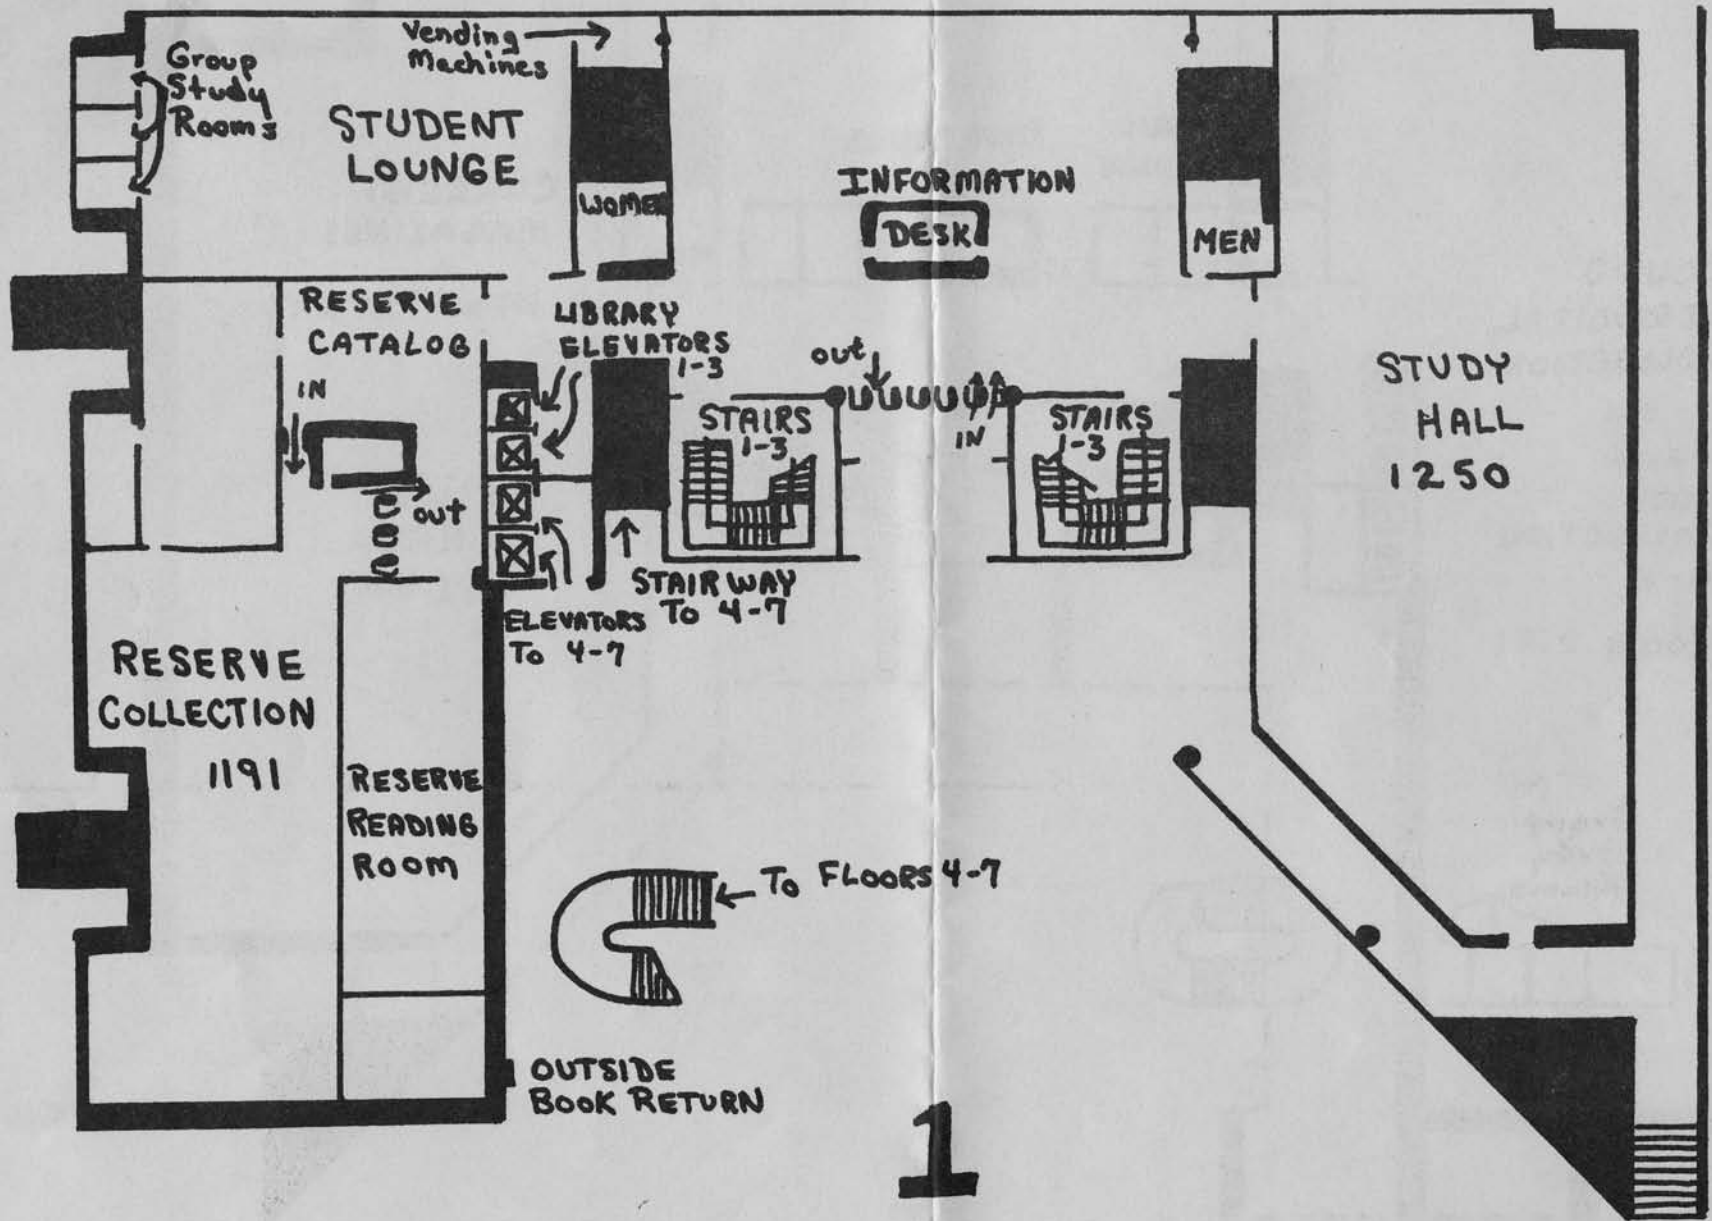 Vending
Machines
Group
Study
Rooms
STUDENT
LOUNGE
WOMEN
INFORMATION
DESK
MEN
RESERVE
CATALOG
LIBRARY
ELEVATORS
1-3
IN
out
STAIRS
1-3
IN
STAIRS
1-3
STUDY
HALL
1250
out
STAIRWAY
To 4-7
ELEVATORS
To 4-7
RESERVE
COLLECTION
1191
RESERVE
READING
ROOM
To FLOORS 4-7
OUTSIDE
BOOK RETURN
1